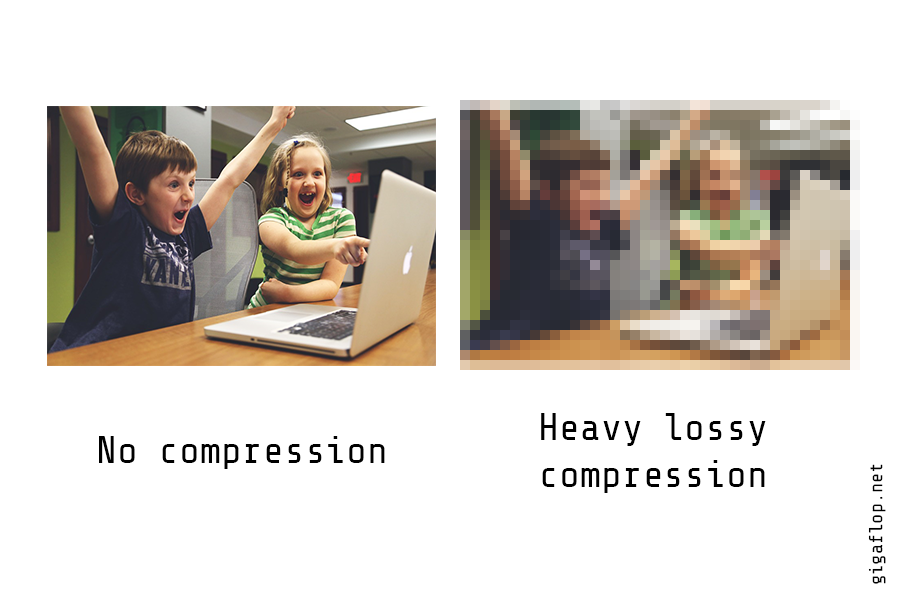 No compression
Heavy lossy
compression
gigaflop.net